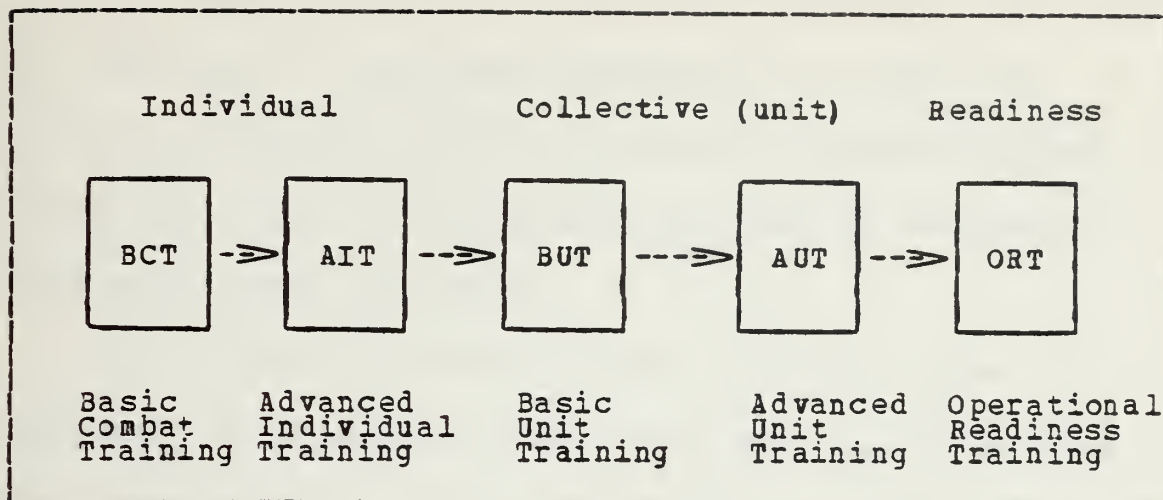 Individual Collective (unit) Readiness
BCT AIT BUT AUT ORT
Basic Advanced Basic Advanced Operational
Combat Individual Unit Unit Readiness
Training Training Training Training Training